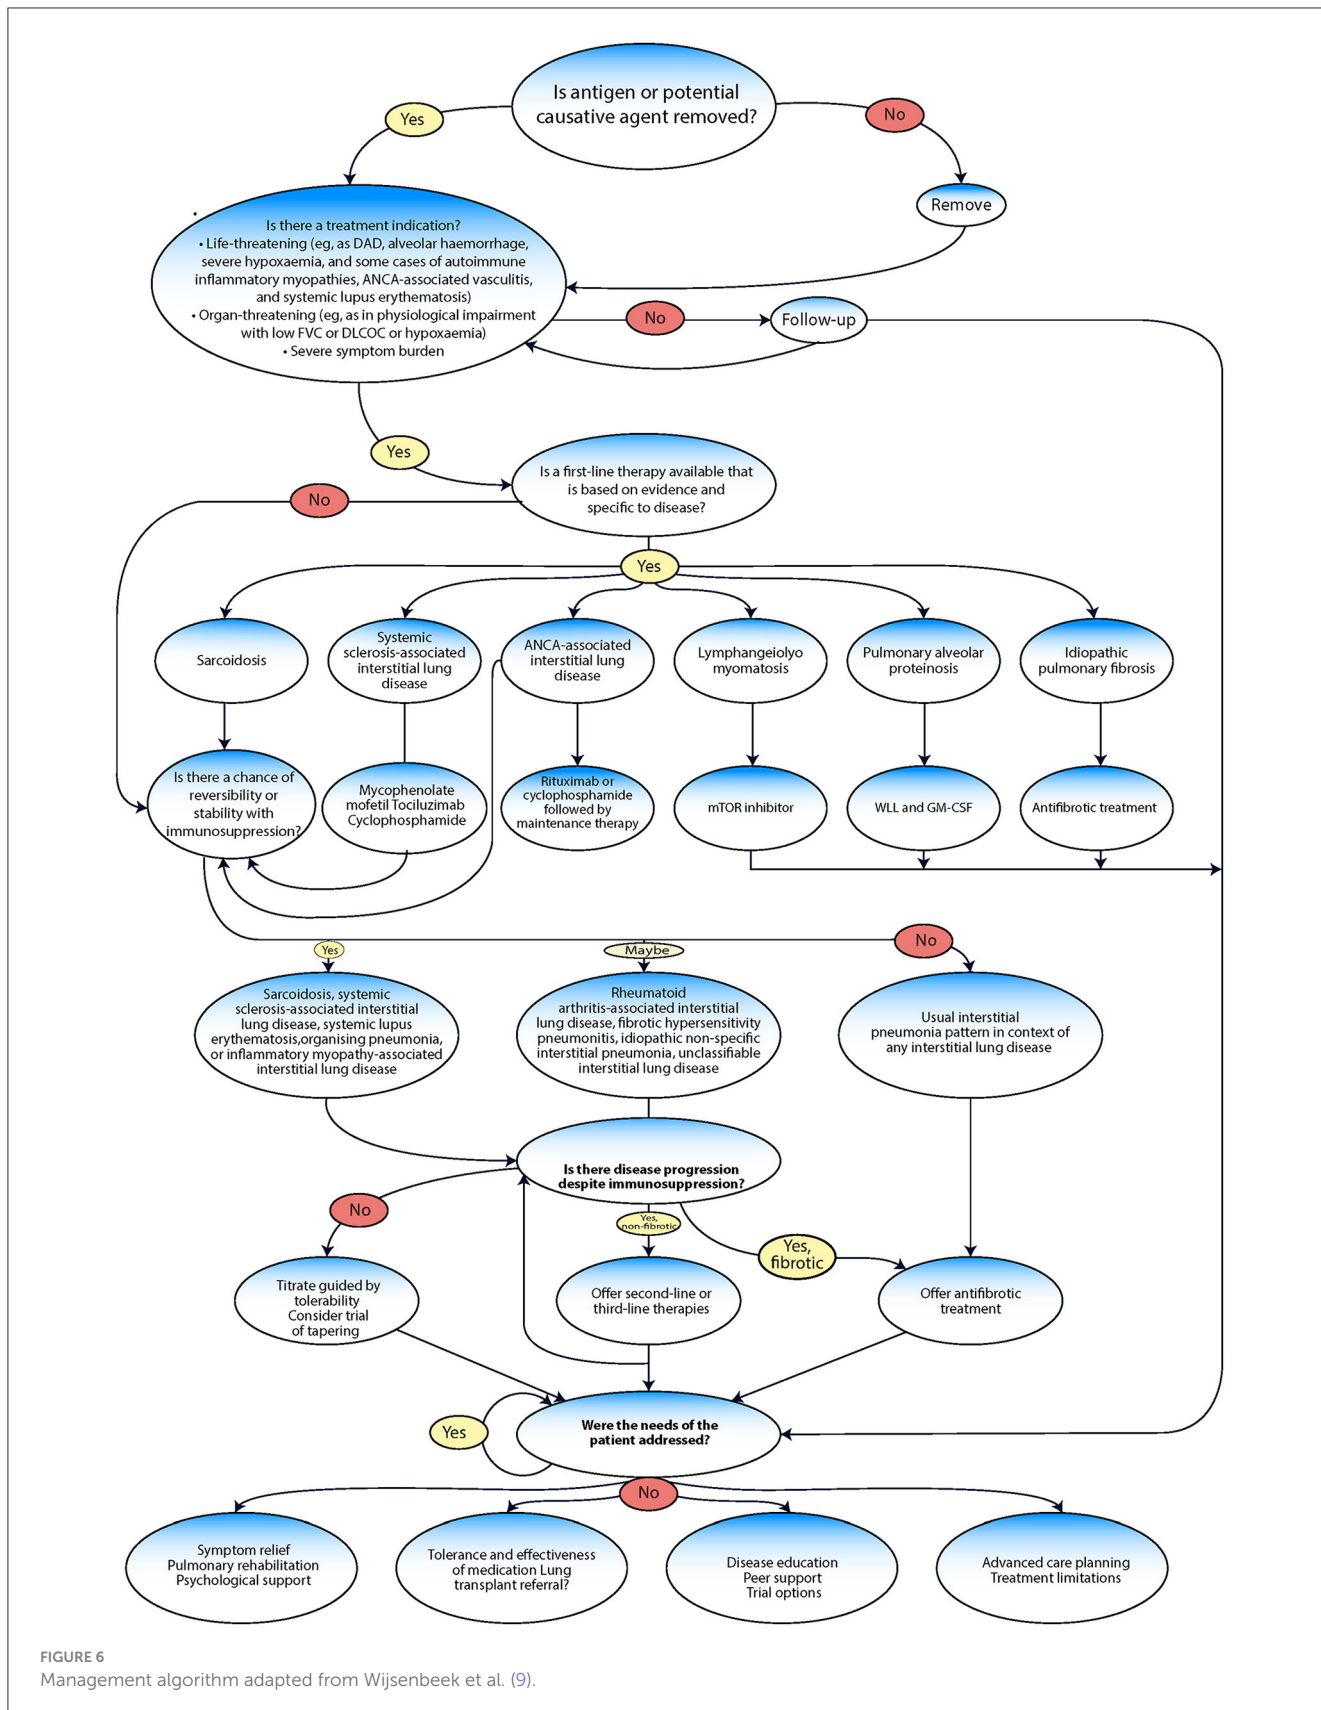 Is antigen or potential
causative agent removed?
Yes
No
Remove
Is there a treatment indication?
• Life-threatening (eg, as DAD, alveolar haemorrhage,
severe hypoxaemia, and some cases of autoimmune
inflammatory myopathies, ANCA-associated vasculitis,
and systemic lupus erythematosis)
• Organ-threatening (eg, as in physiological impairment
with low FVC or DLCOC or hypoxaemia)
• Severe symptom burden
No
Follow-up
Yes
Is a first-line therapy available that
is based on evidence and
specific to disease?
No
Yes
Sarcoidosis
Systemic
sclerosis-associated
interstitial lung
disease
ANCA-associated
interstitial lung
disease
Lymphangeiolyo
myomatosis
Pulmonary alveolar
proteinosis
Idiopathic
pulmonary fibrosis
Is there a chance of
reversibility or
stability with
immunosuppression?
Mycophenolate
mofetil Tociluzimab
Cyclophosphamide
Rituximab or
cyclophosphamide
followed by
maintenance therapy
mTOR inhibitor
WLL and GM-CSF
Antifibrotic treatment
Yes
Maybe
No
Sarcoidosis, systemic
sclerosis-associated interstitial
lung disease, systemic lupus
erythematosis,organising pneumonia,
or inflammatory myopathy-associated
interstitial lung disease
Rheumatoid
arthritis-associated interstitial
lung disease, fibrotic hypersensitivity
pneumonitis, idiopathic non-specific
interstitial pneumonia, unclassifiable
interstitial lung disease
Usual interstitial
pneumonia pattern in context of
any interstitial lung disease
Is there disease progression
despite immunosuppression?
No
Yes,
non-fibrotic
Yes,
fibrotic
Titrate guided by
tolerability
Consider trial
of tapering
Offer second-line or
third-line therapies
Offer antifibrotic
treatment
Were the needs of the
patient addressed?
Yes
No
Symptom relief
Pulmonary rehabilitation
Psychological support
Tolerance and effectiveness
of medication Lung
transplant referral?
Disease education
Peer support
Trial options
Advanced care planning
Treatment limitations
FIGURE 6
Management algorithm adapted from Wijsenbeek et al. (9).